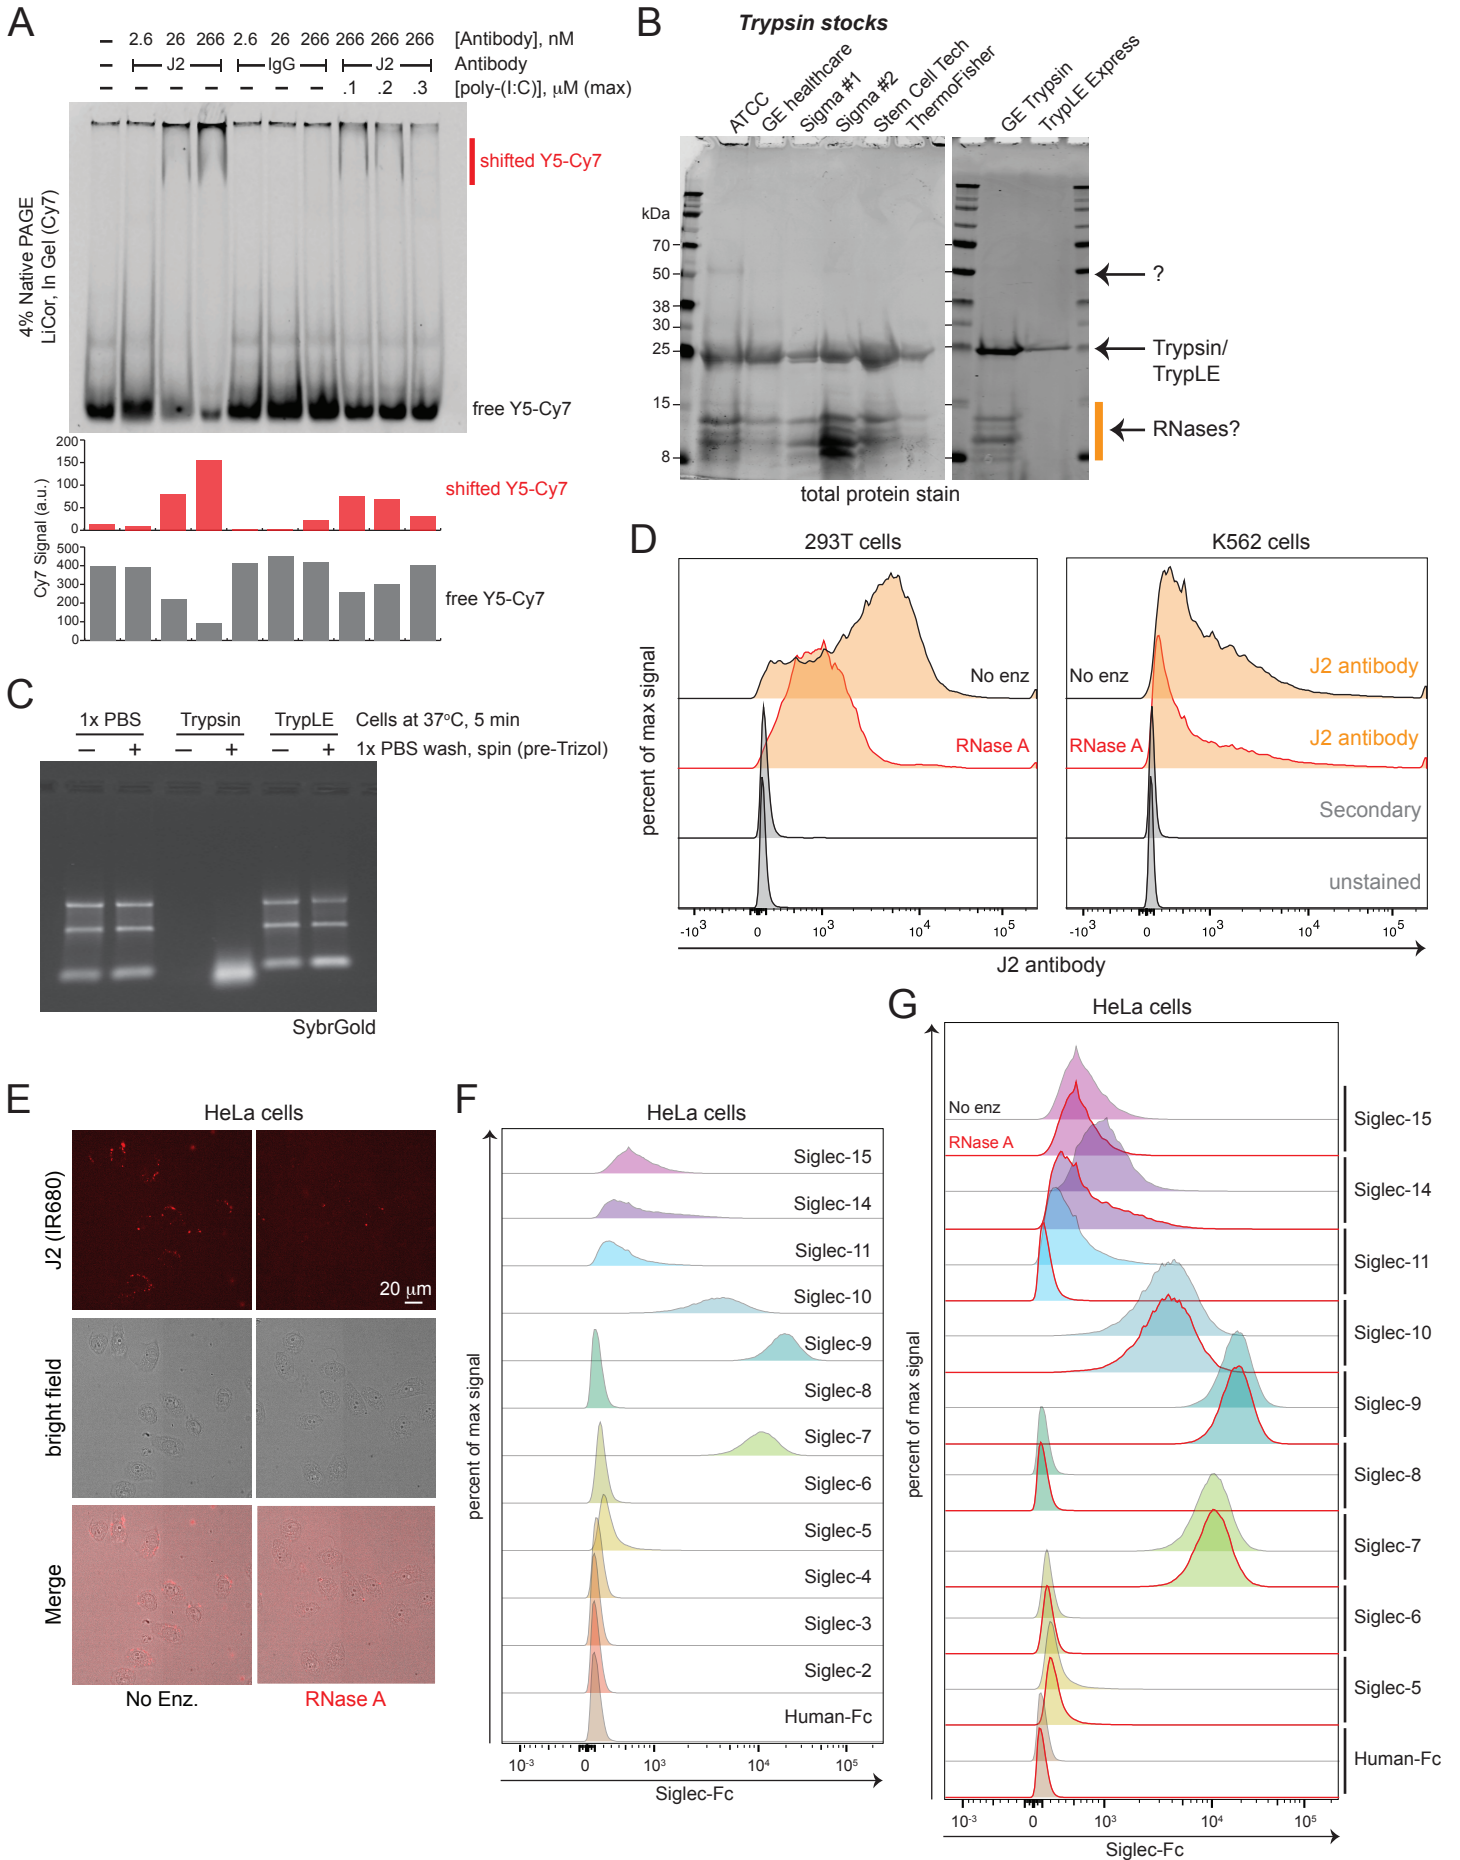 A
– 2.6 26 266 2.6 26 266 266 266 266 [Antibody], nM
– J2 IgG J2 Antibody
– – – – – – – .1 .2 .3 [poly-(I:C)], μM (max)
4% Native PAGE
LiCor, In Gel (Cy7)
shifted Y5-Cy7
free Y5-Cy7
Cy7 Signal (a.u.)
200
150
100
50
0
shifted Y5-Cy7
500
400
300
200
100
0
free Y5-Cy7
B
Trypsin stocks
ATCC
GE healthcare
Sigma #1
Sigma #2
Stem Cell Tech
ThermoFisher
GE Trypsin
TrypLE Express
kDa
70
50
38
30
25
15
8
?
Trypsin/
TrypLE
RNases?
total protein stain
C
1x PBS Trypsin TrypLE Cells at 37°C, 5 min
– + – + – + 1x PBS wash, spin (pre-Trizol)
SybrGold
D
293T cells
K562 cells
percent of max signal
No enz
RNase A
No enz
J2 antibody
RNase A
J2 antibody
Secondary
unstained
-10³ 0 10³ 10⁴ 10⁵
-10³ 0 10³ 10⁴ 10⁵
J2 antibody
E
HeLa cells
J2 (IR680)
20 μm
bright field
Merge
No Enz.
RNase A
F
HeLa cells
percent of max signal
Siglec-15
Siglec-14
Siglec-11
Siglec-10
Siglec-9
Siglec-8
Siglec-7
Siglec-6
Siglec-5
Siglec-4
Siglec-3
Siglec-2
Human-Fc
10⁻³ 0 10³ 10⁴ 10⁵
Siglec-Fc
G
HeLa cells
percent of max signal
No enz
RNase A
Siglec-15
Siglec-14
Siglec-11
Siglec-10
Siglec-9
Siglec-8
Siglec-7
Siglec-6
Siglec-5
Human-Fc
10⁻³ 0 10³ 10⁴ 10⁵
Siglec-Fc